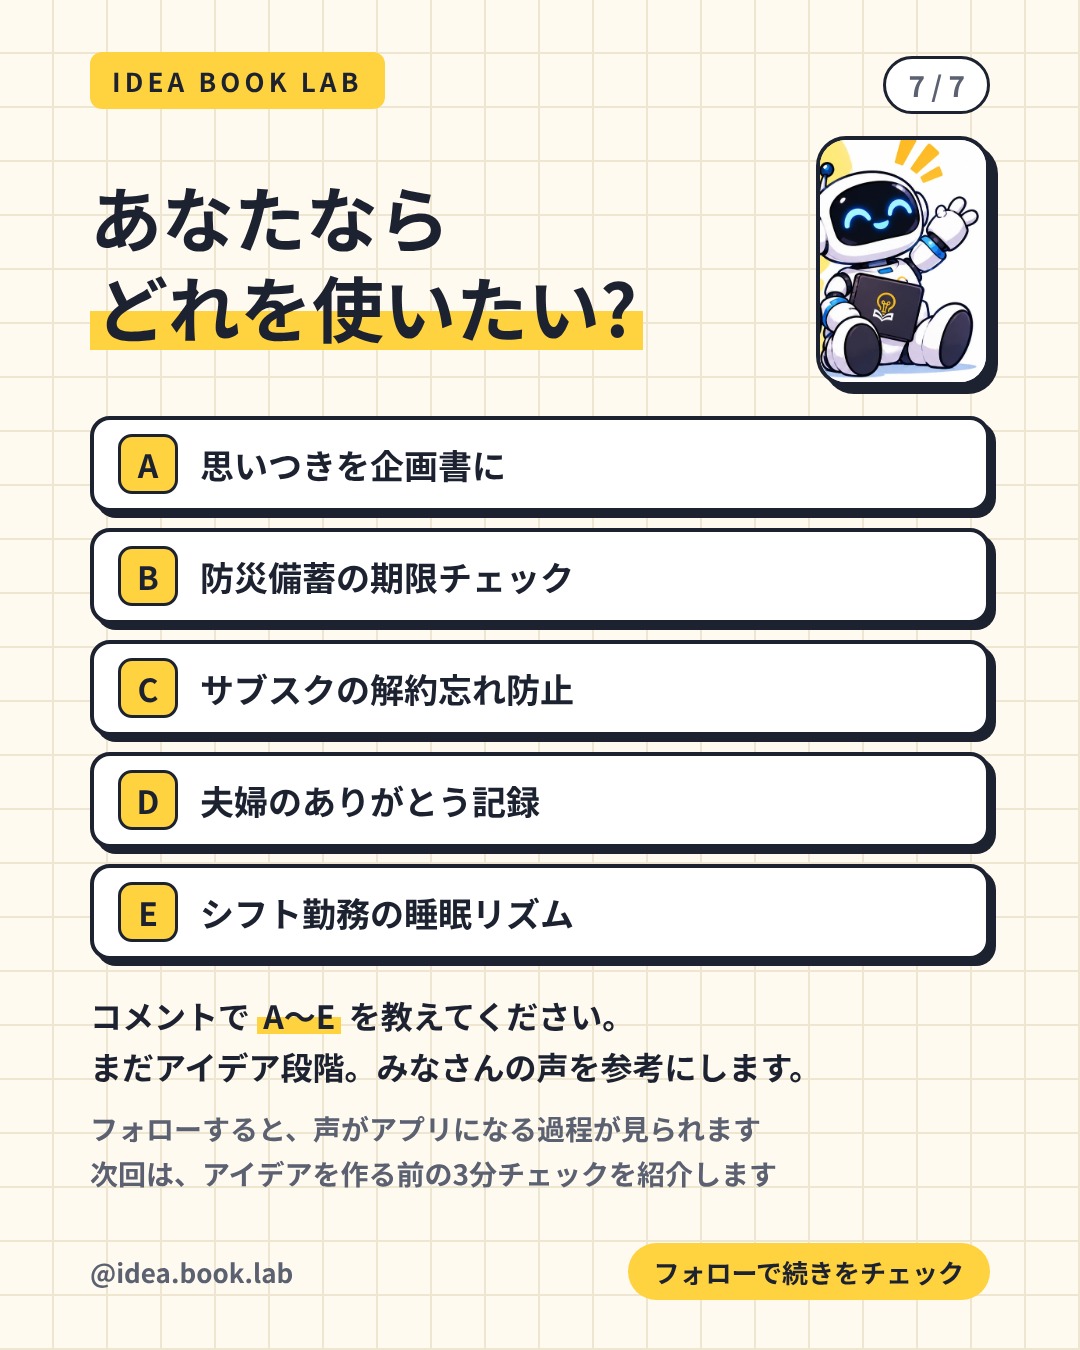 IDEA BOOK LAB
7 / 7
あなたなら
どれを使いたい?
A 思いつきを企画書に
B 防災備蓄の期限チェック
C サブスクの解約忘れ防止
D 夫婦のありがとう記録
E シフト勤務の睡眠リズム
コメントで A〜E を教えてください。
まだアイデア段階。みなさんの声を参考にします。
フォローすると、声がアプリになる過程が見られます
次回は、アイデアを作る前の3分チェックを紹介します
@idea.book.lab
フォローで続きをチェック